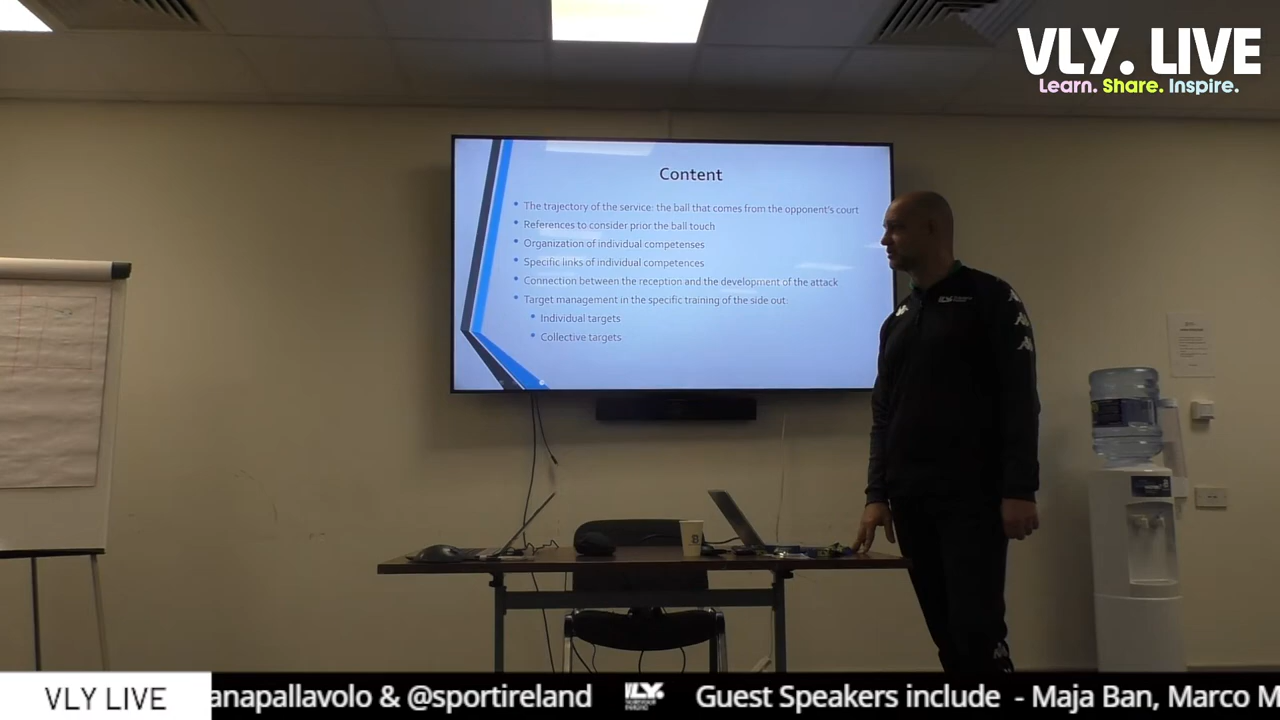 VLY. LIVE
Learn. Share. Inspire.
Content
The trajectory of the service: the ball that comes from the opponent's court
References to consider prior the ball touch
Organization of individual competenses
Specific links of individual competences
Connection between the reception and the development of the attack
Target management in the specific training of the side out:
Individual targets
Collective targets
VLY LIVE
anapallavolo & @sportireland
VLY.
Guest Speakers include - Maja Ban, Marco M